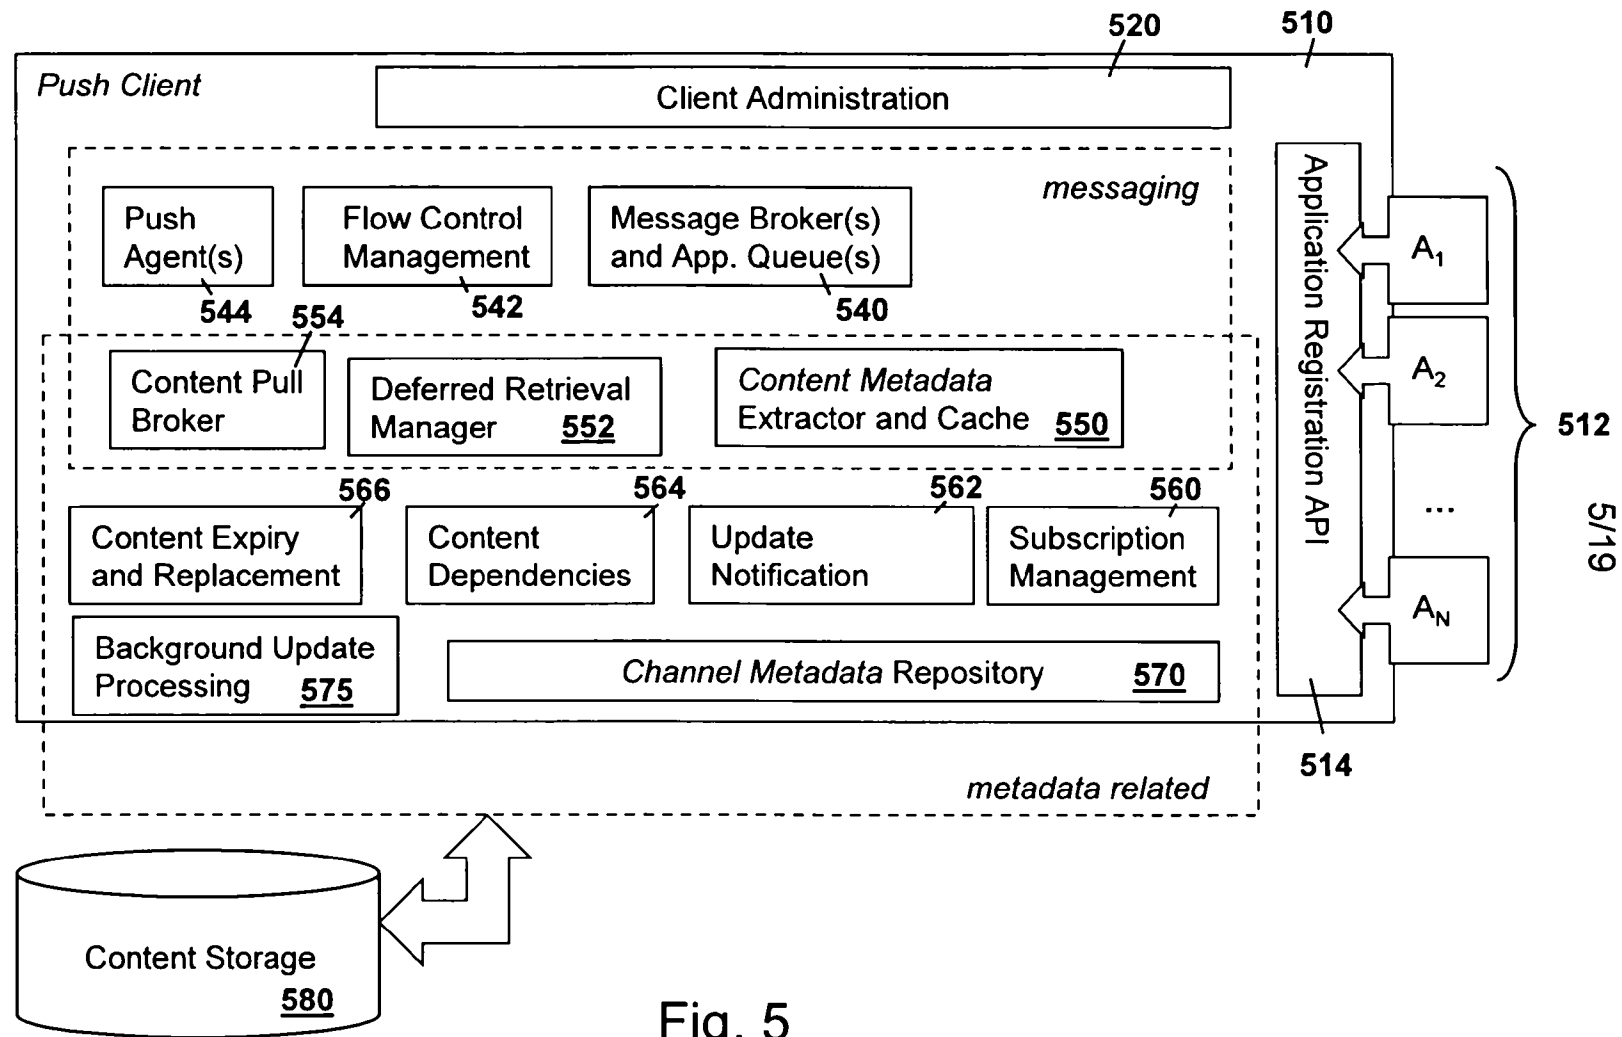 520
510
Push Client
Client Administration
messaging
Push
Agent(s)
544
Flow Control
Management
542
Message Broker(s)
and App. Queue(s)
540
554
Content Pull
Broker
Deferred Retrieval
Manager 552
Content Metadata
Extractor and Cache 550
566
Content Expiry
and Replacement
564
Content
Dependencies
562
Update
Notification
560
Subscription
Management
Background Update
Processing 575
Channel Metadata Repository 570
metadata related
Application Registration API
514
A1
A2
...
AN
512
5/19
Content Storage
580
Fig. 5